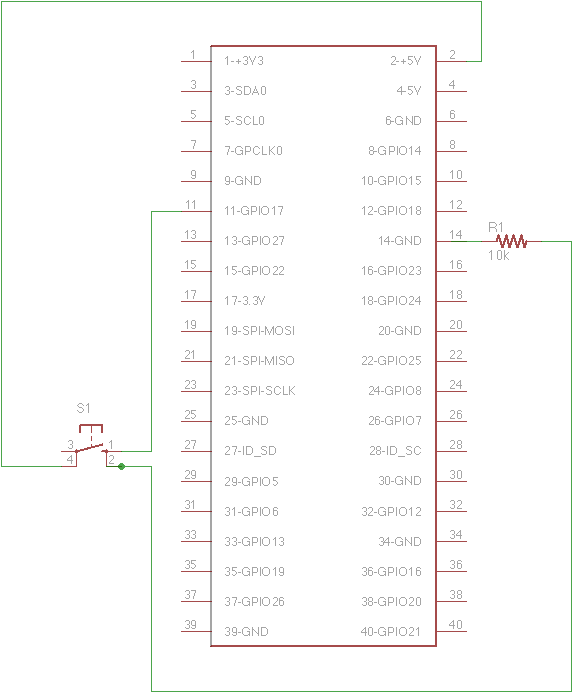 1 1-+3V3 2-+5V 2
3 3-SDA0 4-5V 4
5 5-SCL0 6-GND 6
7 7-GPCLK0 8-GPIO14 8
9 9-GND 10-GPIO15 10
11 11-GPIO17 12-GPIO18 12
R1
13 13-GPIO27 14-GND 14
10k
15 15-GPIO22 16-GPIO23 16
17 17-3.3V 18-GPIO24 18
19 19-SPI-MOSI 20-GND 20
21 21-SPI-MISO 22-GPIO25 22
23 23-SPI-SCLK 24-GPIO8 24
S1
25 25-GND 26-GPIO7 26
3 1
27 27-ID_SD 28-ID_SC 28
4 2
29 29-GPIO5 30-GND 30
31 31-GPIO6 32-GPIO12 32
33 33-GPIO13 34-GND 34
35 35-GPIO19 36-GPIO16 36
37 37-GPIO26 38-GPIO20 38
39 39-GND 40-GPIO21 40